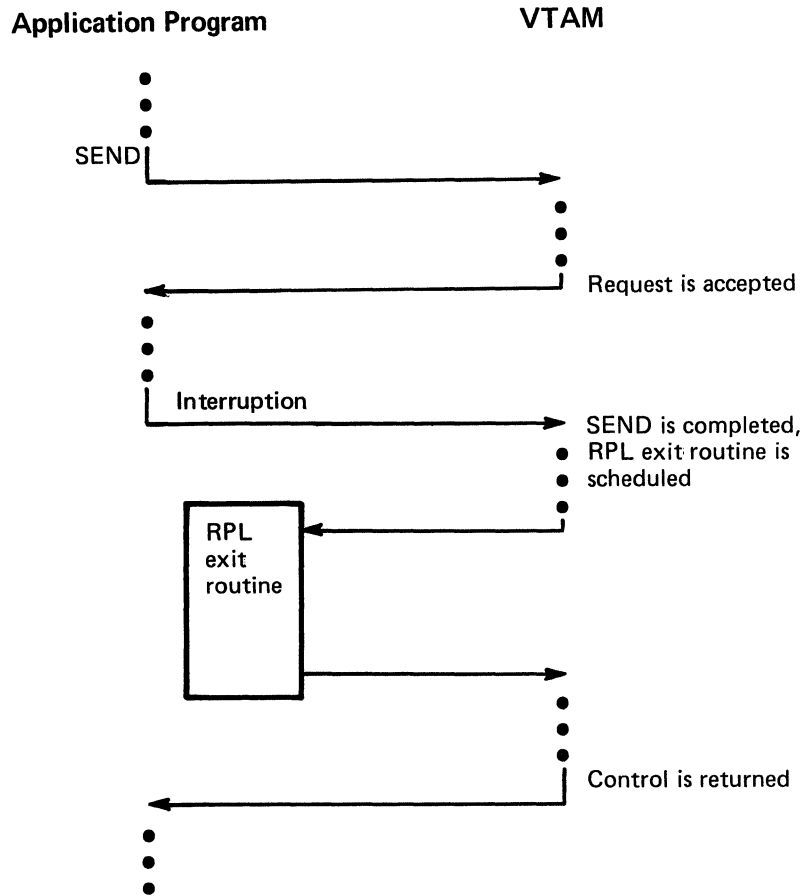 Application Program
VTAM
SEND
Request is accepted
Interruption
SEND is completed,
RPL exit routine is
scheduled
RPL
exit
routine
Control is returned